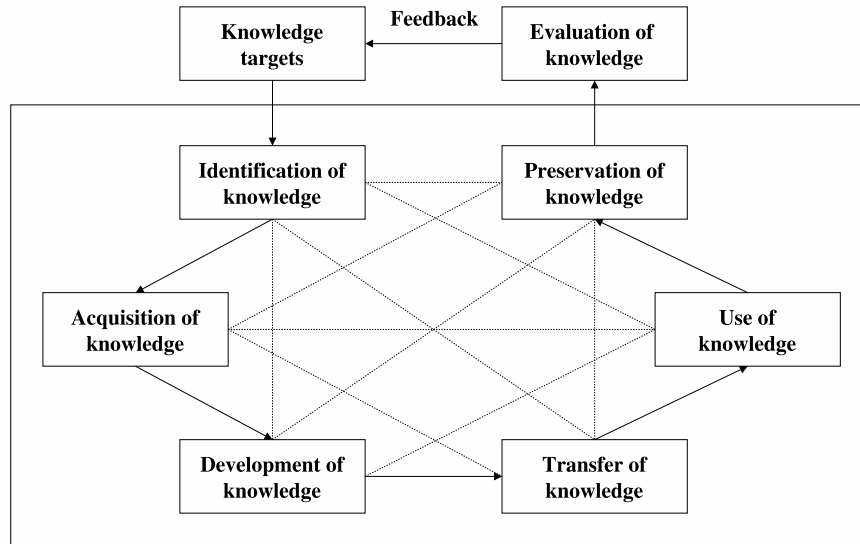 Feedback
Knowledge
targets
Evaluation of
knowledge
Identification of
knowledge
Preservation of
knowledge
Acquisition of
knowledge
Use of
knowledge
Development of
knowledge
Transfer of
knowledge